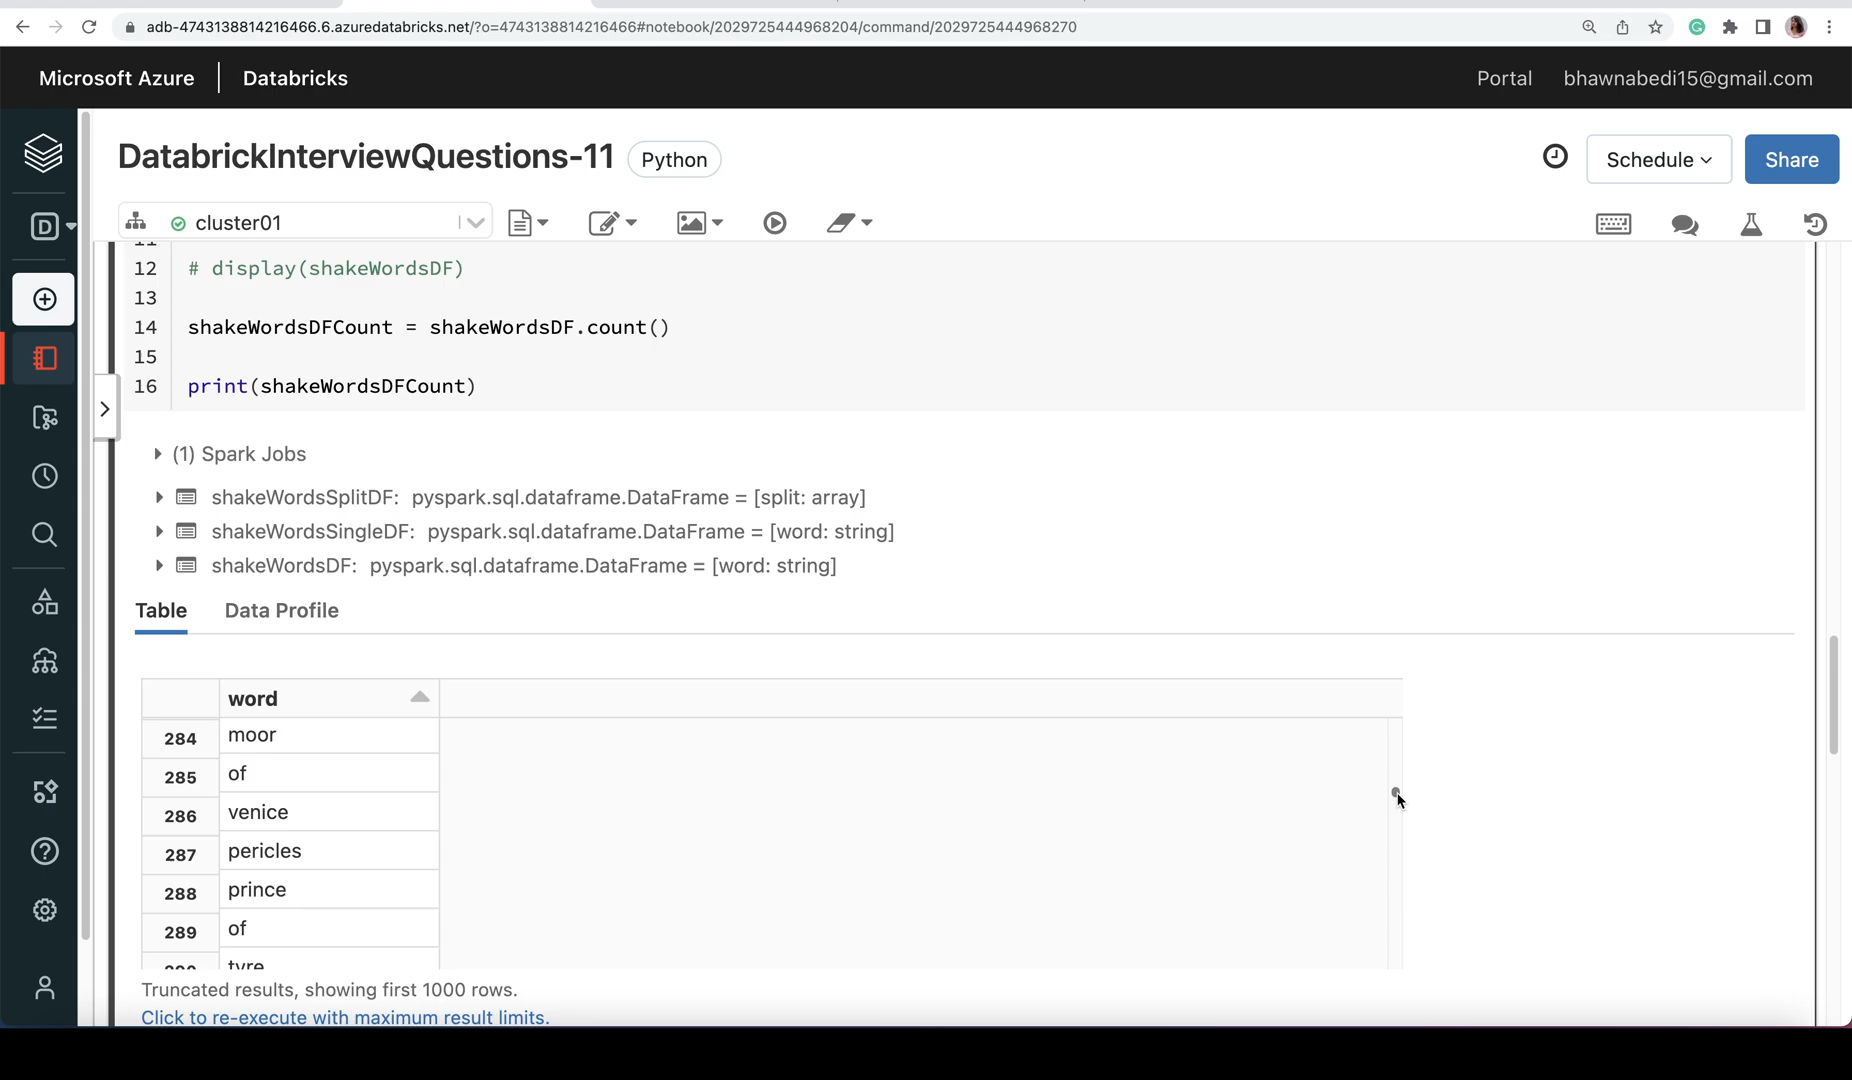 adb-4743138814216466.6.azuredatabricks.net/?o=4743138814216466#notebook/2029725444968204/command/2029725444968270
Microsoft Azure | Databricks
Portal bhawnabedi15@gmail.com
DatabrickInterviewQuestions-11 Python
Schedule Share
cluster01
11
12 # display(shakeWordsDF)
13
14 shakeWordsDFCount = shakeWordsDF.count()
15
16 print(shakeWordsDFCount)
(1) Spark Jobs
shakeWordsSplitDF: pyspark.sql.dataframe.DataFrame = [split: array]
shakeWordsSingleDF: pyspark.sql.dataframe.DataFrame = [word: string]
shakeWordsDF: pyspark.sql.dataframe.DataFrame = [word: string]
Table Data Profile
word
284 moor
285 of
286 venice
287 pericles
288 prince
289 of
290 tyre
Truncated results, showing first 1000 rows.
Click to re-execute with maximum result limits.